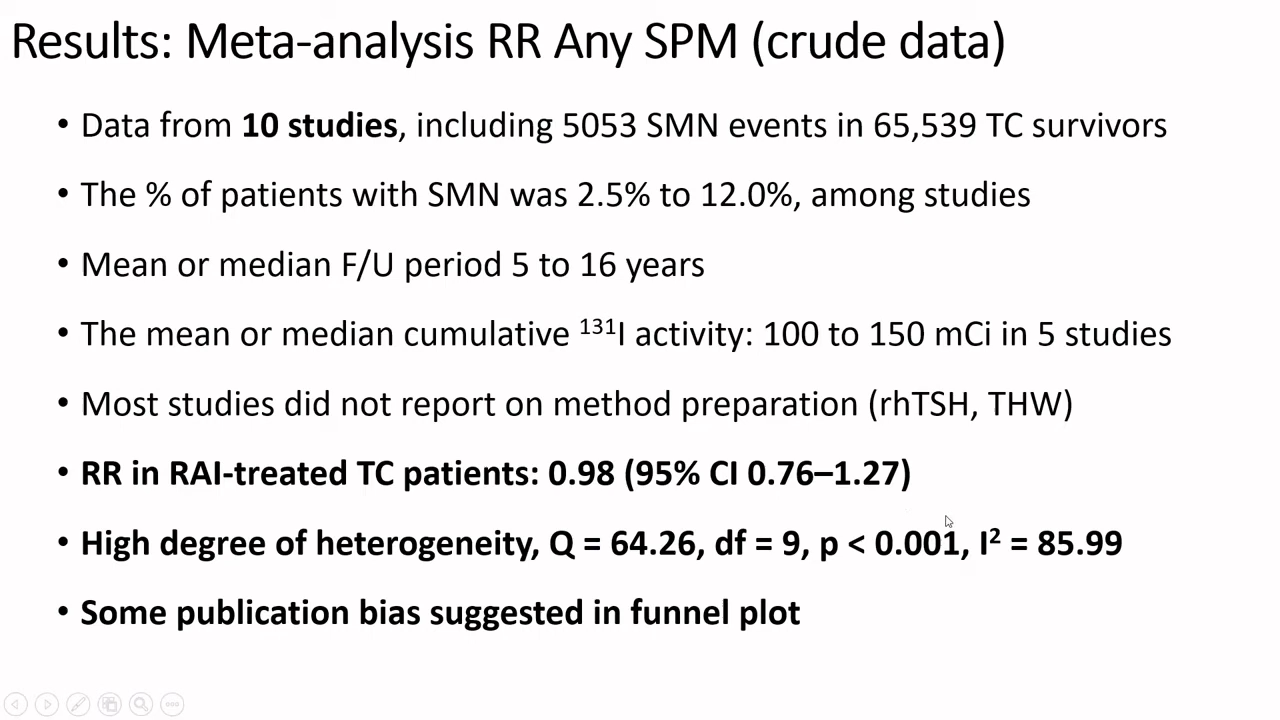 Results: Meta-analysis RR Any SPM (crude data)
• Data from 10 studies, including 5053 SMN events in 65,539 TC survivors
• The % of patients with SMN was 2.5% to 12.0%, among studies
• Mean or median F/U period 5 to 16 years
• The mean or median cumulative ¹³¹I activity: 100 to 150 mCi in 5 studies
• Most studies did not report on method preparation (rhTSH, THW)
• RR in RAI-treated TC patients: 0.98 (95% CI 0.76–1.27)
• High degree of heterogeneity, Q = 64.26, df = 9, p < 0.001, I² = 85.99
• Some publication bias suggested in funnel plot